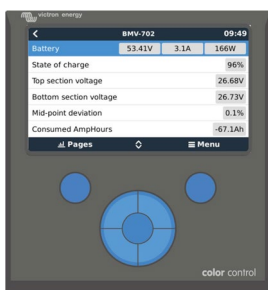 victron energy
BMV-702 09:49
Battery 53.41V 3.1A 166W
State of charge 96%
Top section voltage 26.68V
Bottom section voltage 26.73V
Mid-point deviation 0.1%
Consumed AmpHours -67.1Ah
Pages Menu
color control